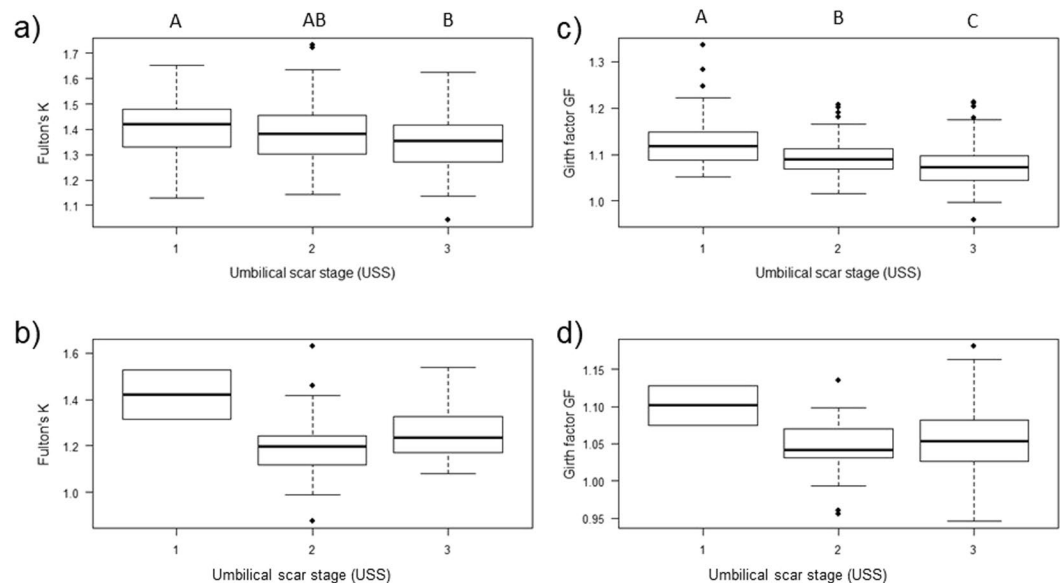 a)
A AB B
1.7
1.6
1.5
1.4
1.3
1.2
1.1
Fulton's K
1 2 3
Umbilical scar stage (USS)
c)
A B C
1.3
1.2
1.1
1.0
Girth factor GF
1 2 3
Umbilical scar stage (USS)
b)
1.6
1.4
1.2
1.0
Fulton's K
1 2 3
Umbilical scar stage (USS)
d)
1.15
1.10
1.05
1.00
0.95
Girth factor GF
1 2 3
Umbilical scar stage (USS)